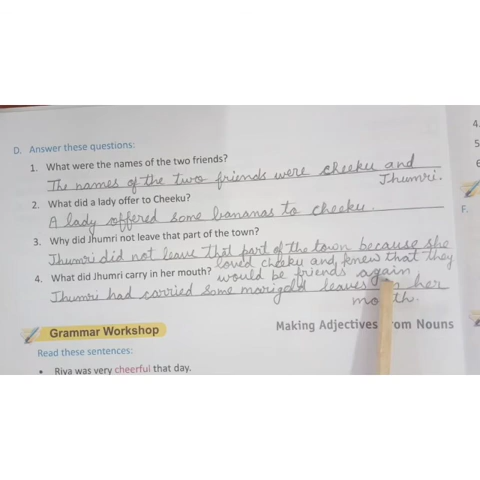 D. Answer these questions:
4.
1. What were the names of the two friends?
5
The names of the two friends were cheeku and
Jhumri.
6
2. What did a lady offer to Cheeku?
A lady offered some bananas to cheeku.
F.
3. Why did Jhumri not leave that part of the town?
Jhumri did not leave that part of the town because she
loved cheeku and, knew that they
4. What did Jhumri carry in her mouth?
would be friends again
Jhumri had carried some marigold leaves her
mouth.
Grammar Workshop
Making Adjectives from Nouns
Read these sentences:
• Riya was very cheerful that day.